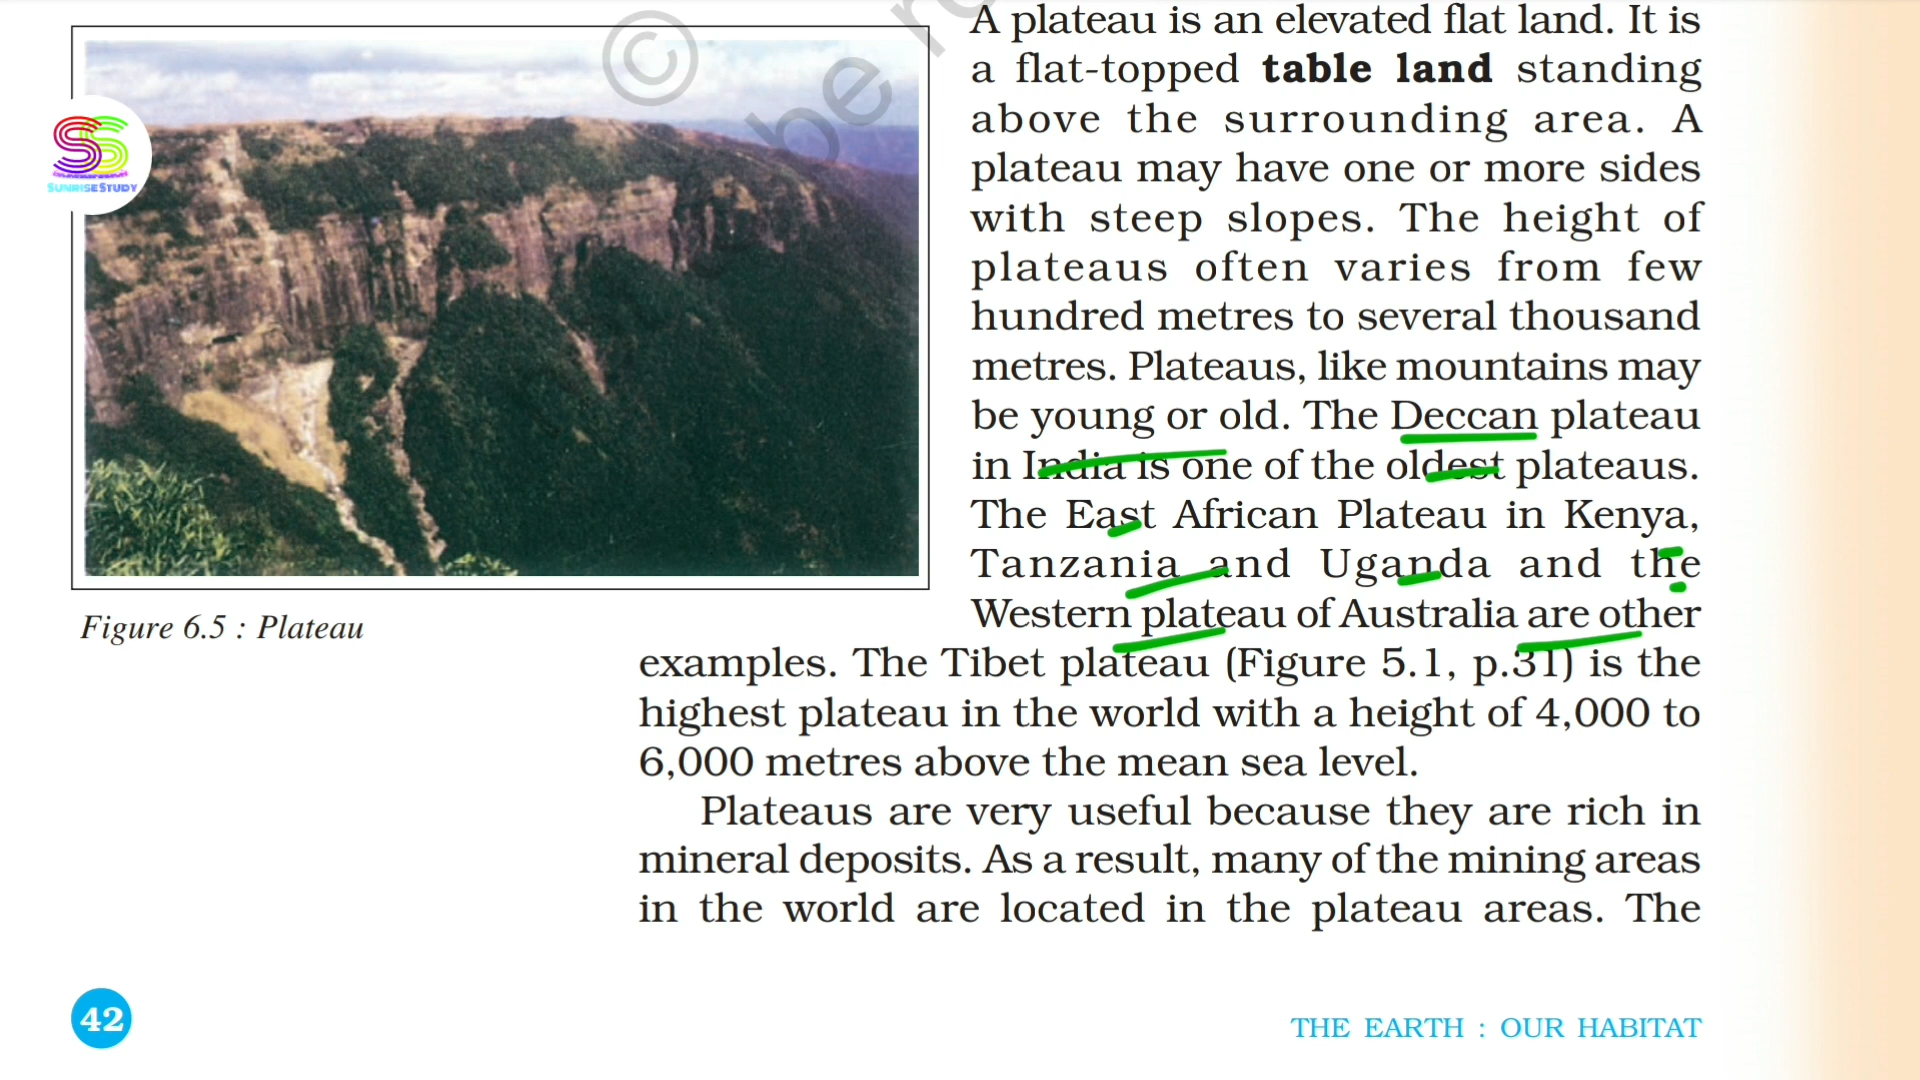 A plateau is an elevated flat land. It is
a flat-topped table land standing
above the surrounding area. A
plateau may have one or more sides
with steep slopes. The height of
plateaus often varies from few
hundred metres to several thousand
metres. Plateaus, like mountains may
be young or old. The Deccan plateau
in India is one of the oldest plateaus.
The East African Plateau in Kenya,
Tanzania and Uganda and the
Western plateau of Australia are other
examples. The Tibet plateau (Figure 5.1, p.31) is the
highest plateau in the world with a height of 4,000 to
6,000 metres above the mean sea level.
Plateaus are very useful because they are rich in
mineral deposits. As a result, many of the mining areas
in the world are located in the plateau areas. The
© be
SS
SUNRISE STUDY
Figure 6.5 : Plateau
42
THE EARTH : OUR HABITAT